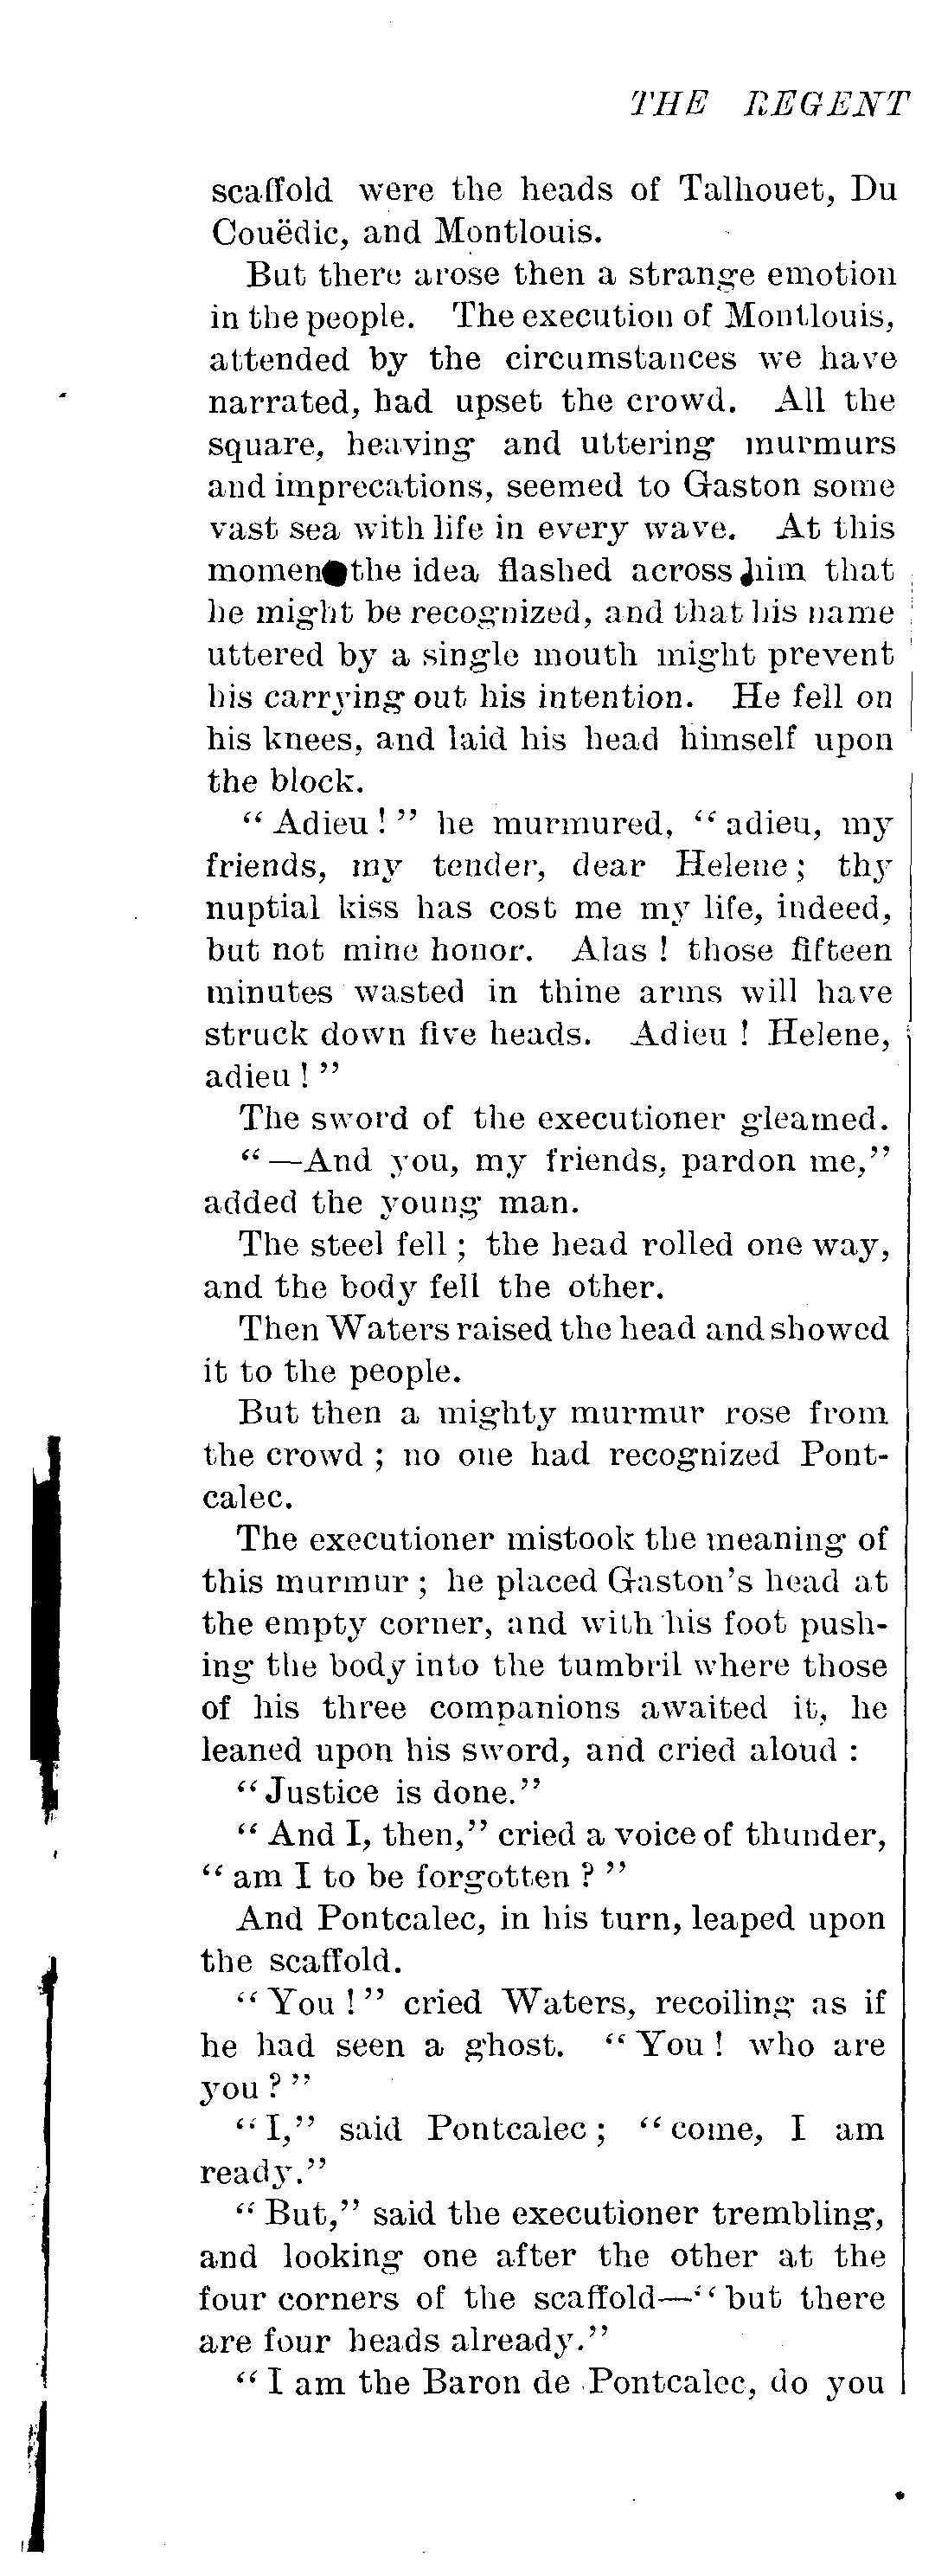 THE REGENT
scaffold were the heads of Talhouet, Du
Couëdic, and Montlouis.
But there arose then a strange emotion
in the people. The execution of Montlouis,
attended by the circumstances we have
narrated, had upset the crowd. All the
square, heaving and uttering murmurs
and imprecations, seemed to Gaston some
vast sea with life in every wave. At this
momen the idea flashed across him that
he might be recognized, and that his name
uttered by a single mouth might prevent
his carrying out his intention. He fell on
his knees, and laid his head himself upon
the block.
“ Adieu ! ” he murmured, “ adieu, my
friends, my tender, dear Helene ; thy
nuptial kiss has cost me my life, indeed,
but not mine honor. Alas ! those fifteen
minutes wasted in thine arms will have
struck down five heads. Adieu ! Helene,
adieu ! ”
The sword of the executioner gleamed.
“ —And you, my friends, pardon me,”
added the young man.
The steel fell ; the head rolled one way,
and the body fell the other.
Then Waters raised the head and showed
it to the people.
But then a mighty murmur rose from
the crowd ; no one had recognized Pont-
calec.
The executioner mistook the meaning of
this murmur ; he placed Gaston’s head at
the empty corner, and with his foot push-
ing the body into the tumbril where those
of his three companions awaited it, he
leaned upon his sword, and cried aloud :
“ Justice is done.”
“ And I, then,” cried a voice of thunder,
“ am I to be forgotten ? ”
And Pontcalec, in his turn, leaped upon
the scaffold.
“ You ! ” cried Waters, recoiling as if
he had seen a ghost. “ You ! who are
you ? ”
“ I,” said Pontcalec ; “ come, I am
ready.”
“ But,” said the executioner trembling,
and looking one after the other at the
four corners of the scaffold—“ but there
are four heads already.”
“ I am the Baron de Pontcalec, do you